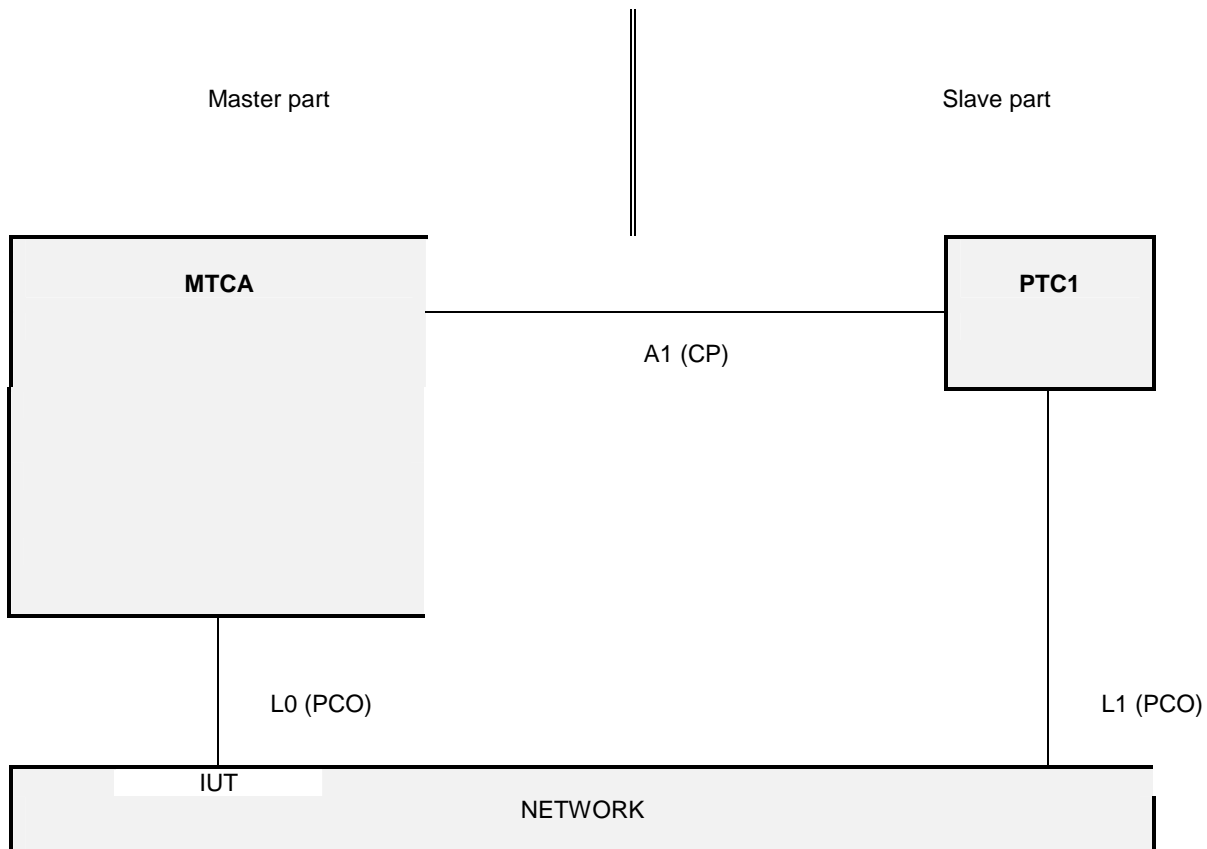 Master part
Slave part
MTCA
PTC1
A1 (CP)
L0 (PCO)
L1 (PCO)
IUT
NETWORK